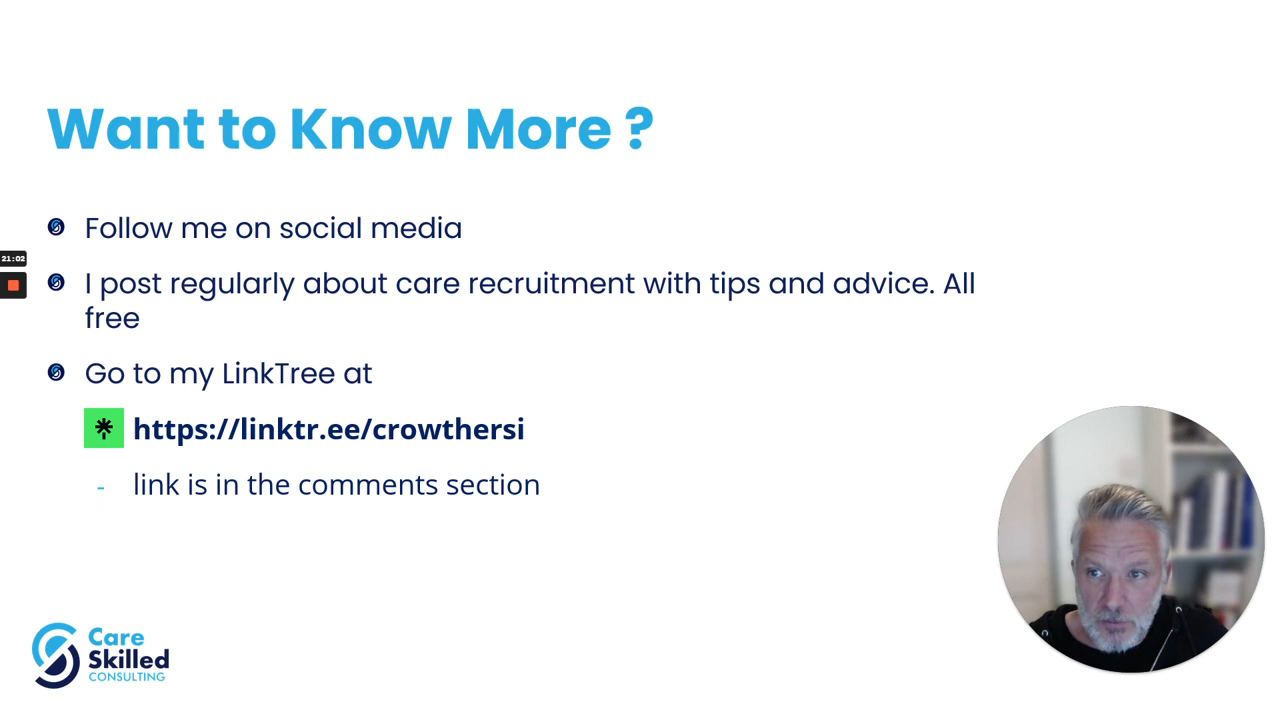 Want to Know More ?
Follow me on social media
21:02
I post regularly about care recruitment with tips and advice. All
free
Go to my LinkTree at
https://linktr.ee/crowthersi
- link is in the comments section
Care
Skilled
CONSULTING